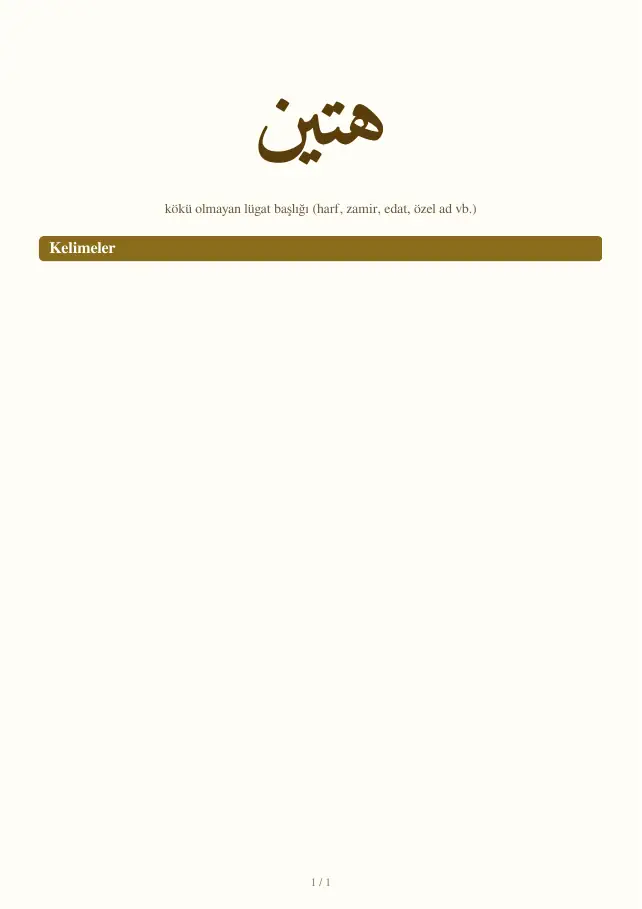 هتين
kökü olmayan lügat başlığı (harf, zamir, edat, özel ad vb.)
Kelimeler
1 / 1